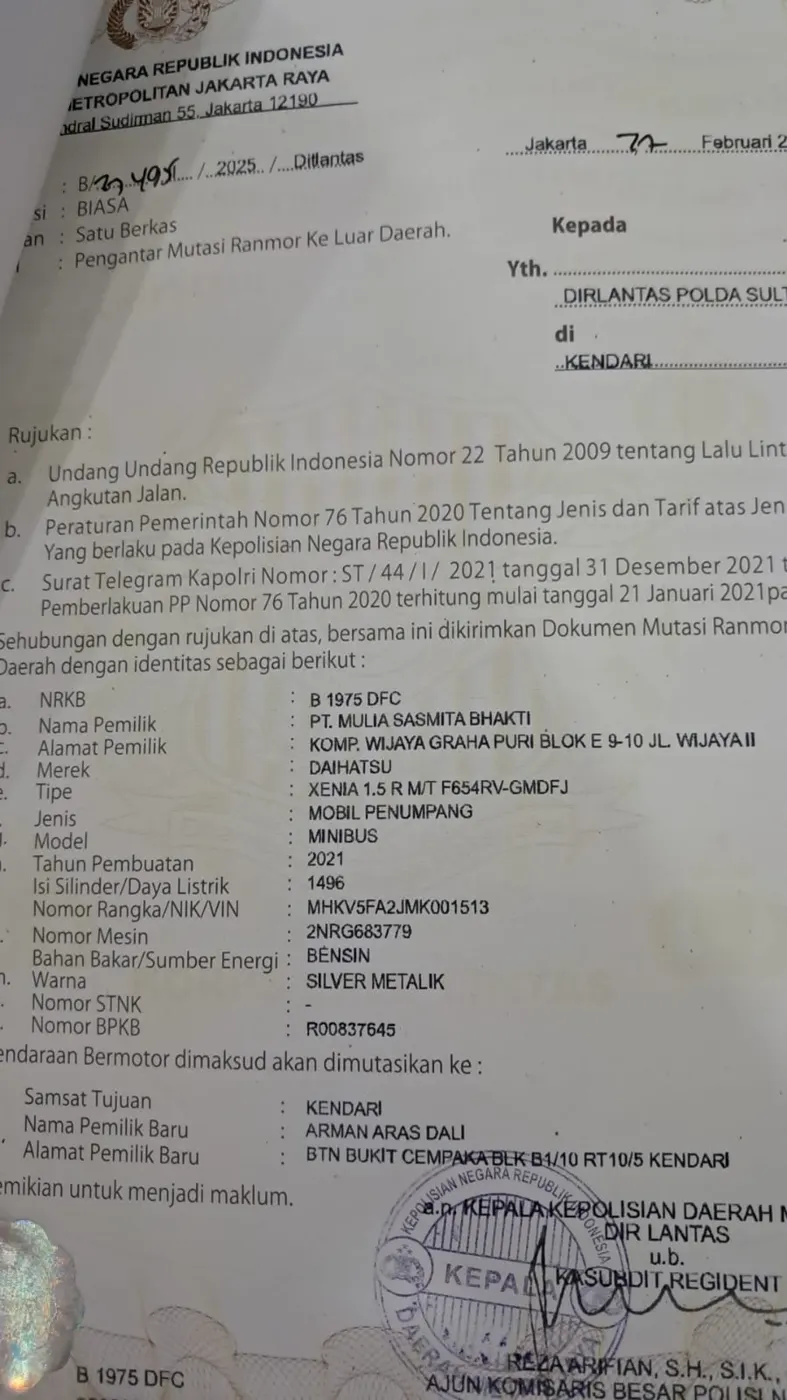 NEGARA REPUBLIK INDONESIA
METROPOLITAN JAKARTA RAYA
Sudirman 55, Jakarta 12190
Jakarta Februari 2
: B/ / 2025 / Ditlantas
si : BIASA
an : Satu Berkas
: Pengantar Mutasi Ranmor Ke Luar Daerah.
Kepada
Yth.
DIRLANTAS POLDA SULT
di
KENDARI
Rujukan :
a. Undang Undang Republik Indonesia Nomor 22 Tahun 2009 tentang Lalu Lint
Angkutan Jalan.
b. Peraturan Pemerintah Nomor 76 Tahun 2020 Tentang Jenis dan Tarif atas Jen
Yang berlaku pada Kepolisian Negara Republik Indonesia.
c. Surat Telegram Kapolri Nomor : ST / 44 / I / 2021 tanggal 31 Desember 2021 t
Pemberlakuan PP Nomor 76 Tahun 2020 terhitung mulai tanggal 21 Januari 2021 pa
Sehubungan dengan rujukan di atas, bersama ini dikirimkan Dokumen Mutasi Ranmor
Daerah dengan identitas sebagai berikut :
a. NRKB : B 1975 DFC
b. Nama Pemilik : PT. MULIA SASMITA BHAKTI
c. Alamat Pemilik : KOMP. WIJAYA GRAHA PURI BLOK E 9-10 JL. WIJAYA II
d. Merek : DAIHATSU
e. Tipe : XENIA 1.5 R M/T F654RV-GMDFJ
Jenis : MOBIL PENUMPANG
Model : MINIBUS
Tahun Pembuatan : 2021
Isi Silinder/Daya Listrik : 1496
Nomor Rangka/NIK/VIN : MHKV5FA2JMK001513
Nomor Mesin : 2NRG683779
Bahan Bakar/Sumber Energi : BENSIN
Warna : SILVER METALIK
Nomor STNK : -
Nomor BPKB : R00837645
endaraan Bermotor dimaksud akan dimutasikan ke :
Samsat Tujuan : KENDARI
Nama Pemilik Baru : ARMAN ARAS DALI
Alamat Pemilik Baru : BTN BUKIT CEMPAKA BLK B1/10 RT10/5 KENDARI
emikian untuk menjadi maklum.
a.n. KEPALA KEPOLISIAN DAERAH M
DIR LANTAS
u.b.
KASUBDIT REGIDENT
KEPOLISIAN NEGARA REPUBLIK INDONESIA
KEPALA
DAERA
REZA ARIFIAN, S.H., S.I.K.,
AJUN KOMISARIS BESAR POLISI N
B 1975 DFC